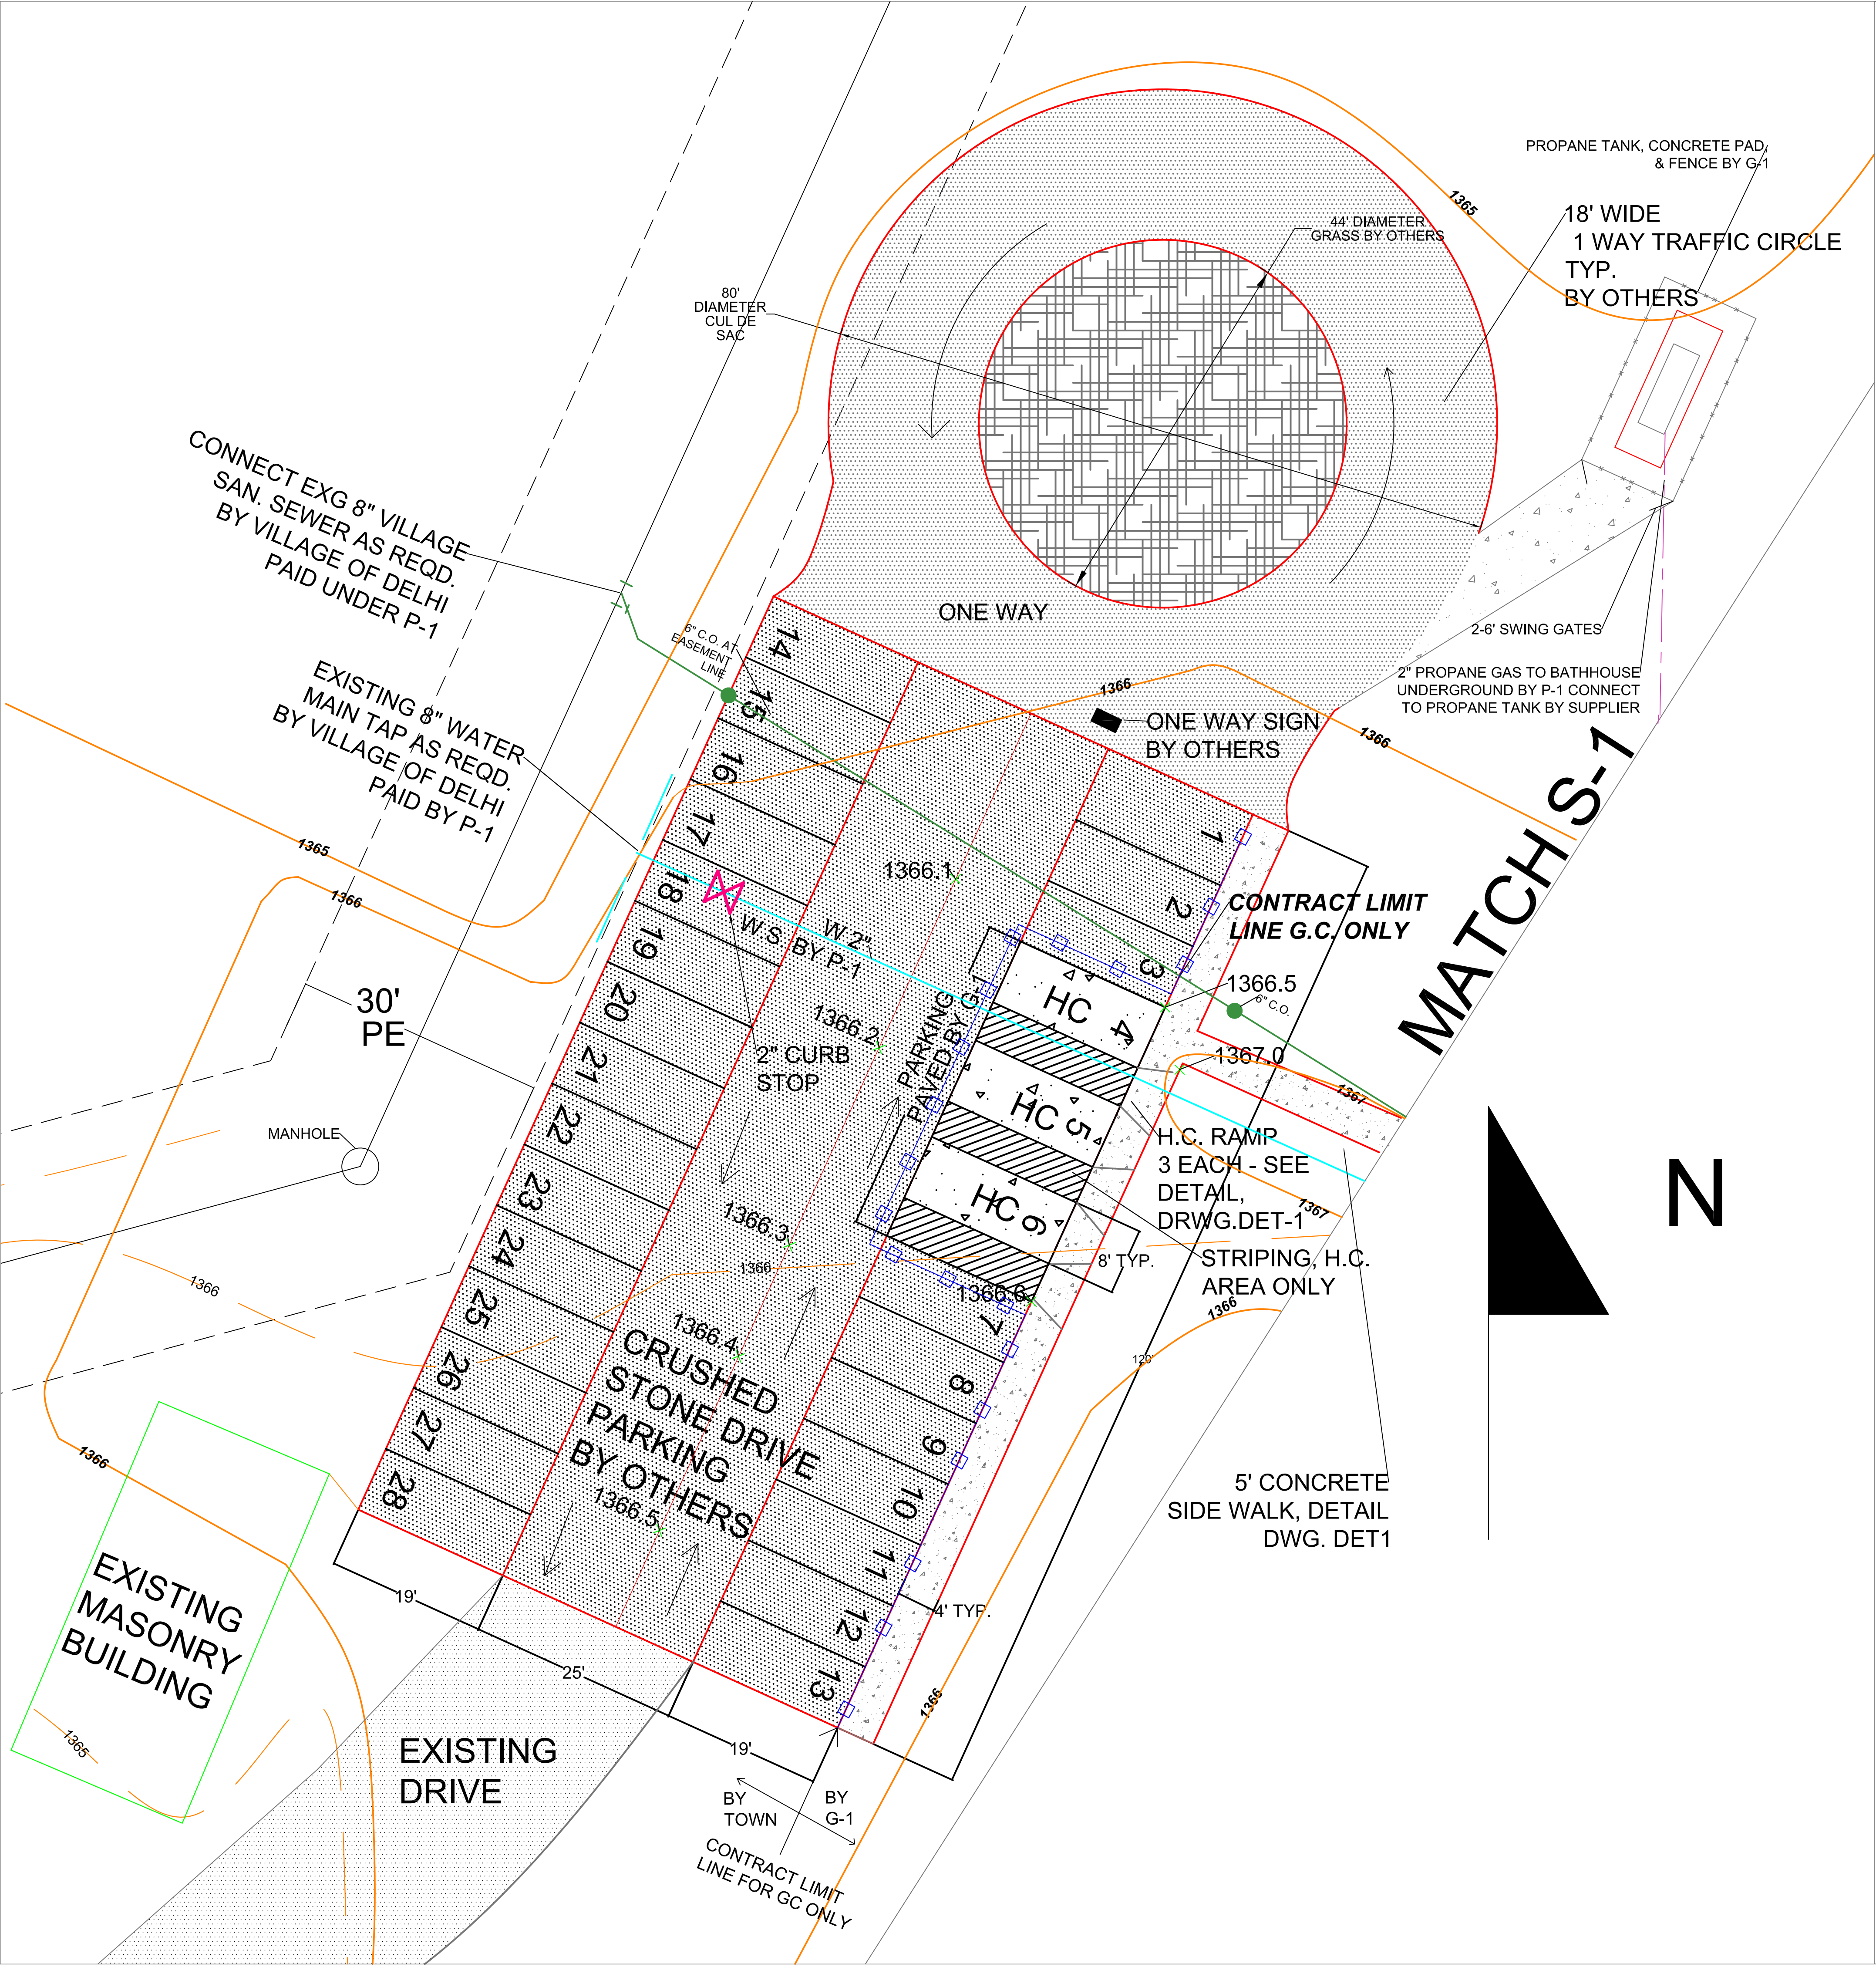 PROPANE TANK, CONCRETE PAD,
& FENCE BY G-1
18' WIDE
1 WAY TRAFFIC CIRCLE
TYP.
BY OTHERS
1365
44' DIAMETER
GRASS BY OTHERS
80'
DIAMETER
CUL DE
SAC
CONNECT EXG 8" VILLAGE
SAN. SEWER AS REQD.
BY VILLAGE OF DELHI
PAID UNDER P-1
6" C.O. AT
EASEMENT
LINE
ONE WAY
2-6' SWING GATES
2" PROPANE GAS TO BATHHOUSE
UNDERGROUND BY P-1 CONNECT
TO PROPANE TANK BY SUPPLIER
EXISTING 8" WATER
MAIN TAP AS REQD.
BY VILLAGE OF DELHI
PAID BY P-1
1366
ONE WAY SIGN
BY OTHERS
1366
MATCH S-1
14
15
16
17
18
19
20
21
22
23
24
25
26
27
28
1
2
3
HC 4
HC 5
HC 6
7
8
9
10
11
12
13
1365
1366
1366.1
W 2"
W.S. BY P-1
CONTRACT LIMIT
LINE G.C. ONLY
1366.5
6" C.O.
1367.0
1367
30'
PE
1366.2
2" CURB
STOP
PARKING
PAVED BY G-1
MANHOLE
H.C. RAMP
3 EACH - SEE
DETAIL,
DRWG.DET-1
1367
N
1366.3
1366
8' TYP.
STRIPING, H.C.
AREA ONLY
1366
1366.6
1366
1366.4
CRUSHED
STONE DRIVE
PARKING
BY OTHERS
1366.5
120'
1366
5' CONCRETE
SIDE WALK, DETAIL
DWG. DET1
EXISTING
MASONRY
BUILDING
19'
4' TYP.
25'
1366
1365
EXISTING
DRIVE
19'
BY
TOWN
BY
G-1
CONTRACT LIMIT
LINE FOR GC ONLY